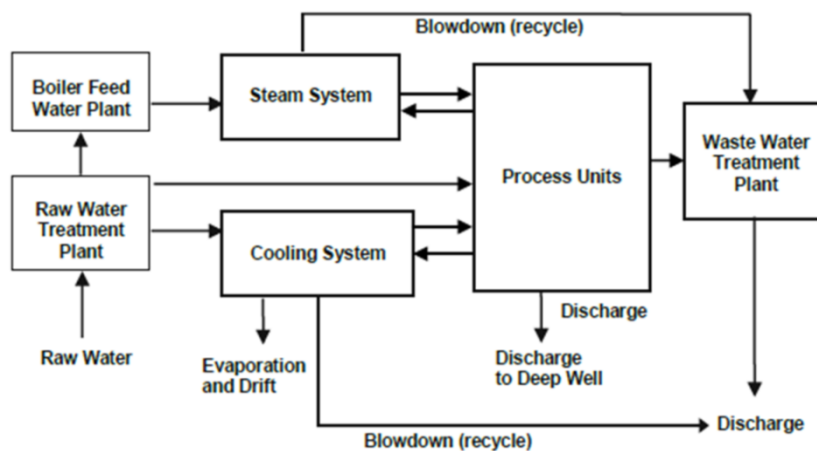 Blowdown (recycle)
Boiler Feed
Water Plant
Steam System
Waste Water
Treatment
Plant
Process Units
Raw Water
Treatment
Plant
Cooling System
Discharge
Raw Water
Evaporation
and Drift
Discharge
to Deep Well
Discharge
Blowdown (recycle)